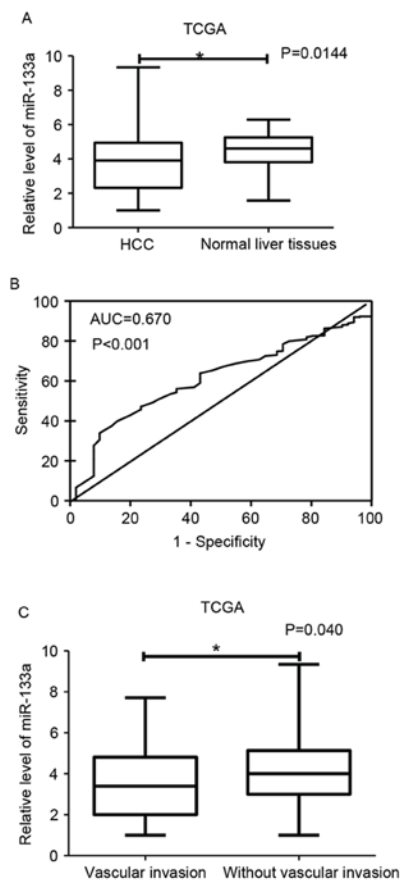 A
TCGA
P=0.0144
*
Relative level of miR-133a
10
8
6
4
2
0
HCC Normal liver tissues
B
AUC=0.670
P<0.001
Sensitivity
100
80
60
40
20
0
0 20 40 60 80 100
1 - Specificity
C
TCGA
P=0.040
*
Relative level of miR-133a
10
8
6
4
2
0
Vascular invasion Without vascular invasion